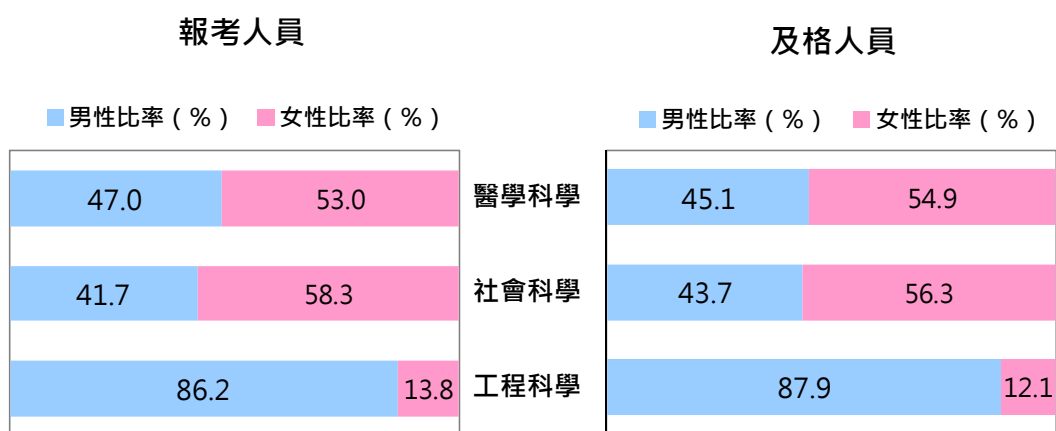 報考人員
及格人員
男性比率（%） 女性比率（%）
男性比率（%） 女性比率（%）
47.0 53.0 醫學科學 45.1 54.9
41.7 58.3 社會科學 43.7 56.3
86.2 13.8 工程科學 87.9 12.1